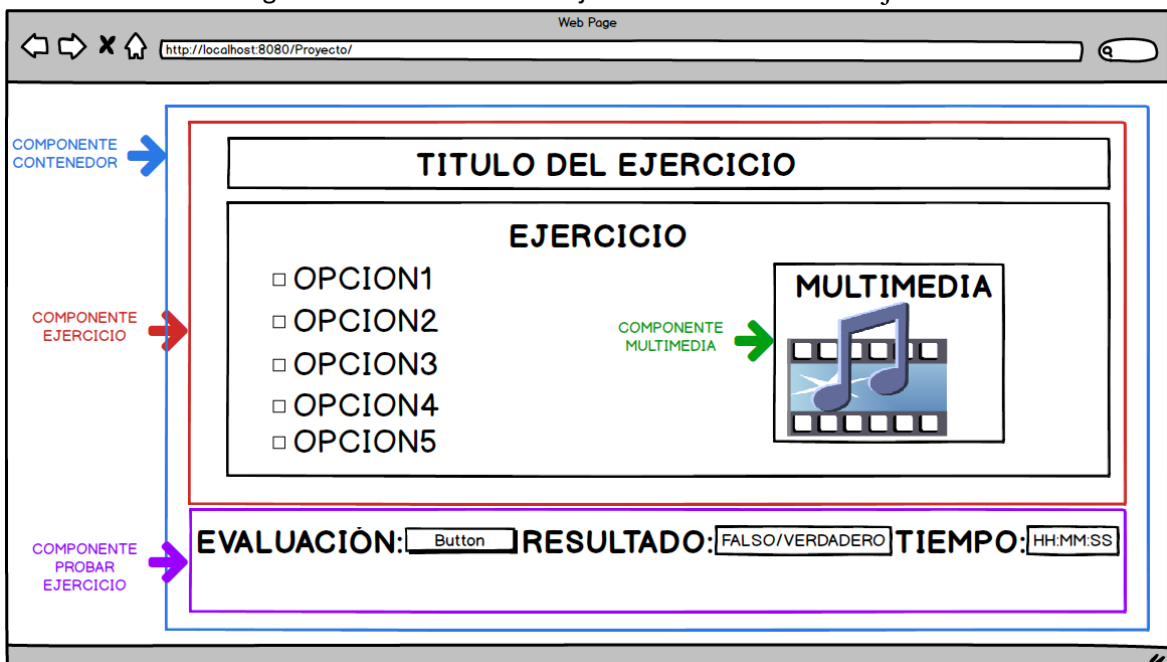 Web Page
http://localhost:8080/Proyecto/
COMPONENTE
CONTENEDOR
TITULO DEL EJERCICIO
EJERCICIO
OPCION1
OPCION2
OPCION3
OPCION4
OPCION5
MULTIMEDIA
COMPONENTE
EJERCICIO
COMPONENTE
MULTIMEDIA
COMPONENTE
PROBAR
EJERCICIO
EVALUACIÓN: Button RESULTADO: FALSO/VERDADERO TIEMPO: HH:MM:SS